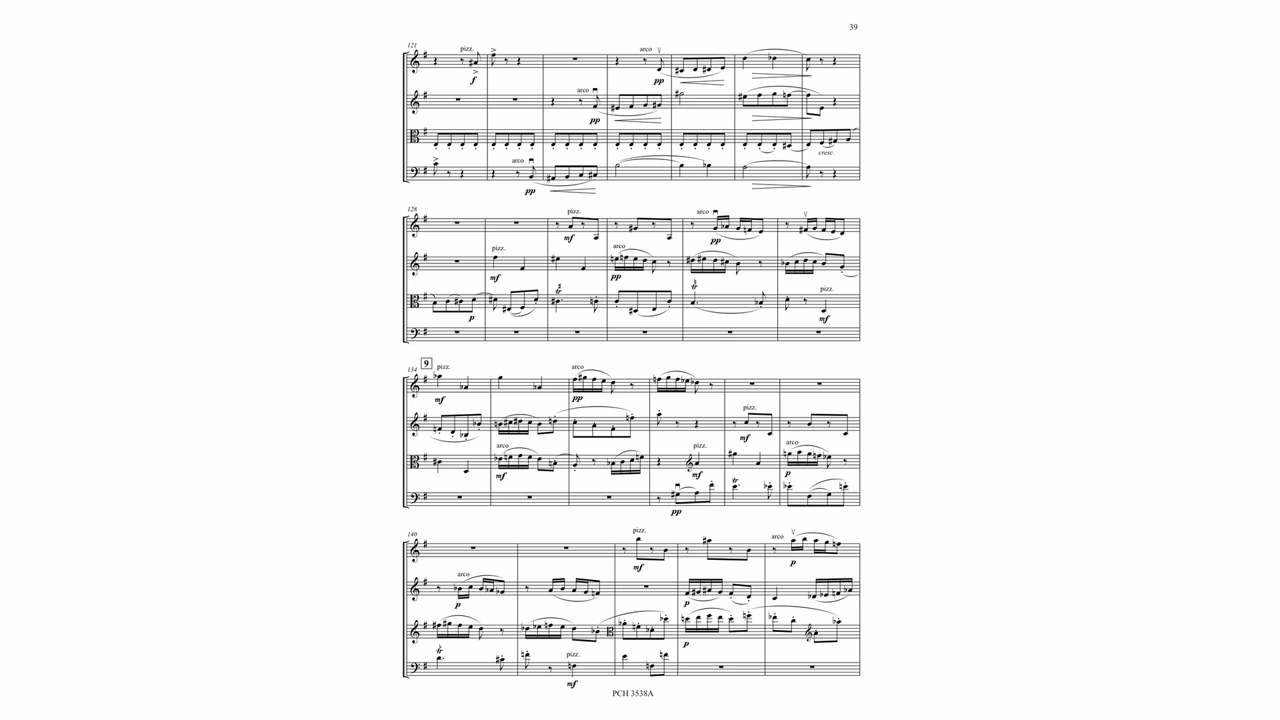 39
121
pizz.
arco
f
pp
arco
pp
cresc.
arco
pp
128
pizz.
arco
mf
pp
pizz.
arco
mf
pp
pizz.
p
mf
9
134
pizz.
arco
mf
pp
pizz.
mf
arco
pizz.
arco
mf
mf
p
pp
140
pizz.
arco
mf
p
arco
p
p
p
pizz.
mf
PCH 3538A